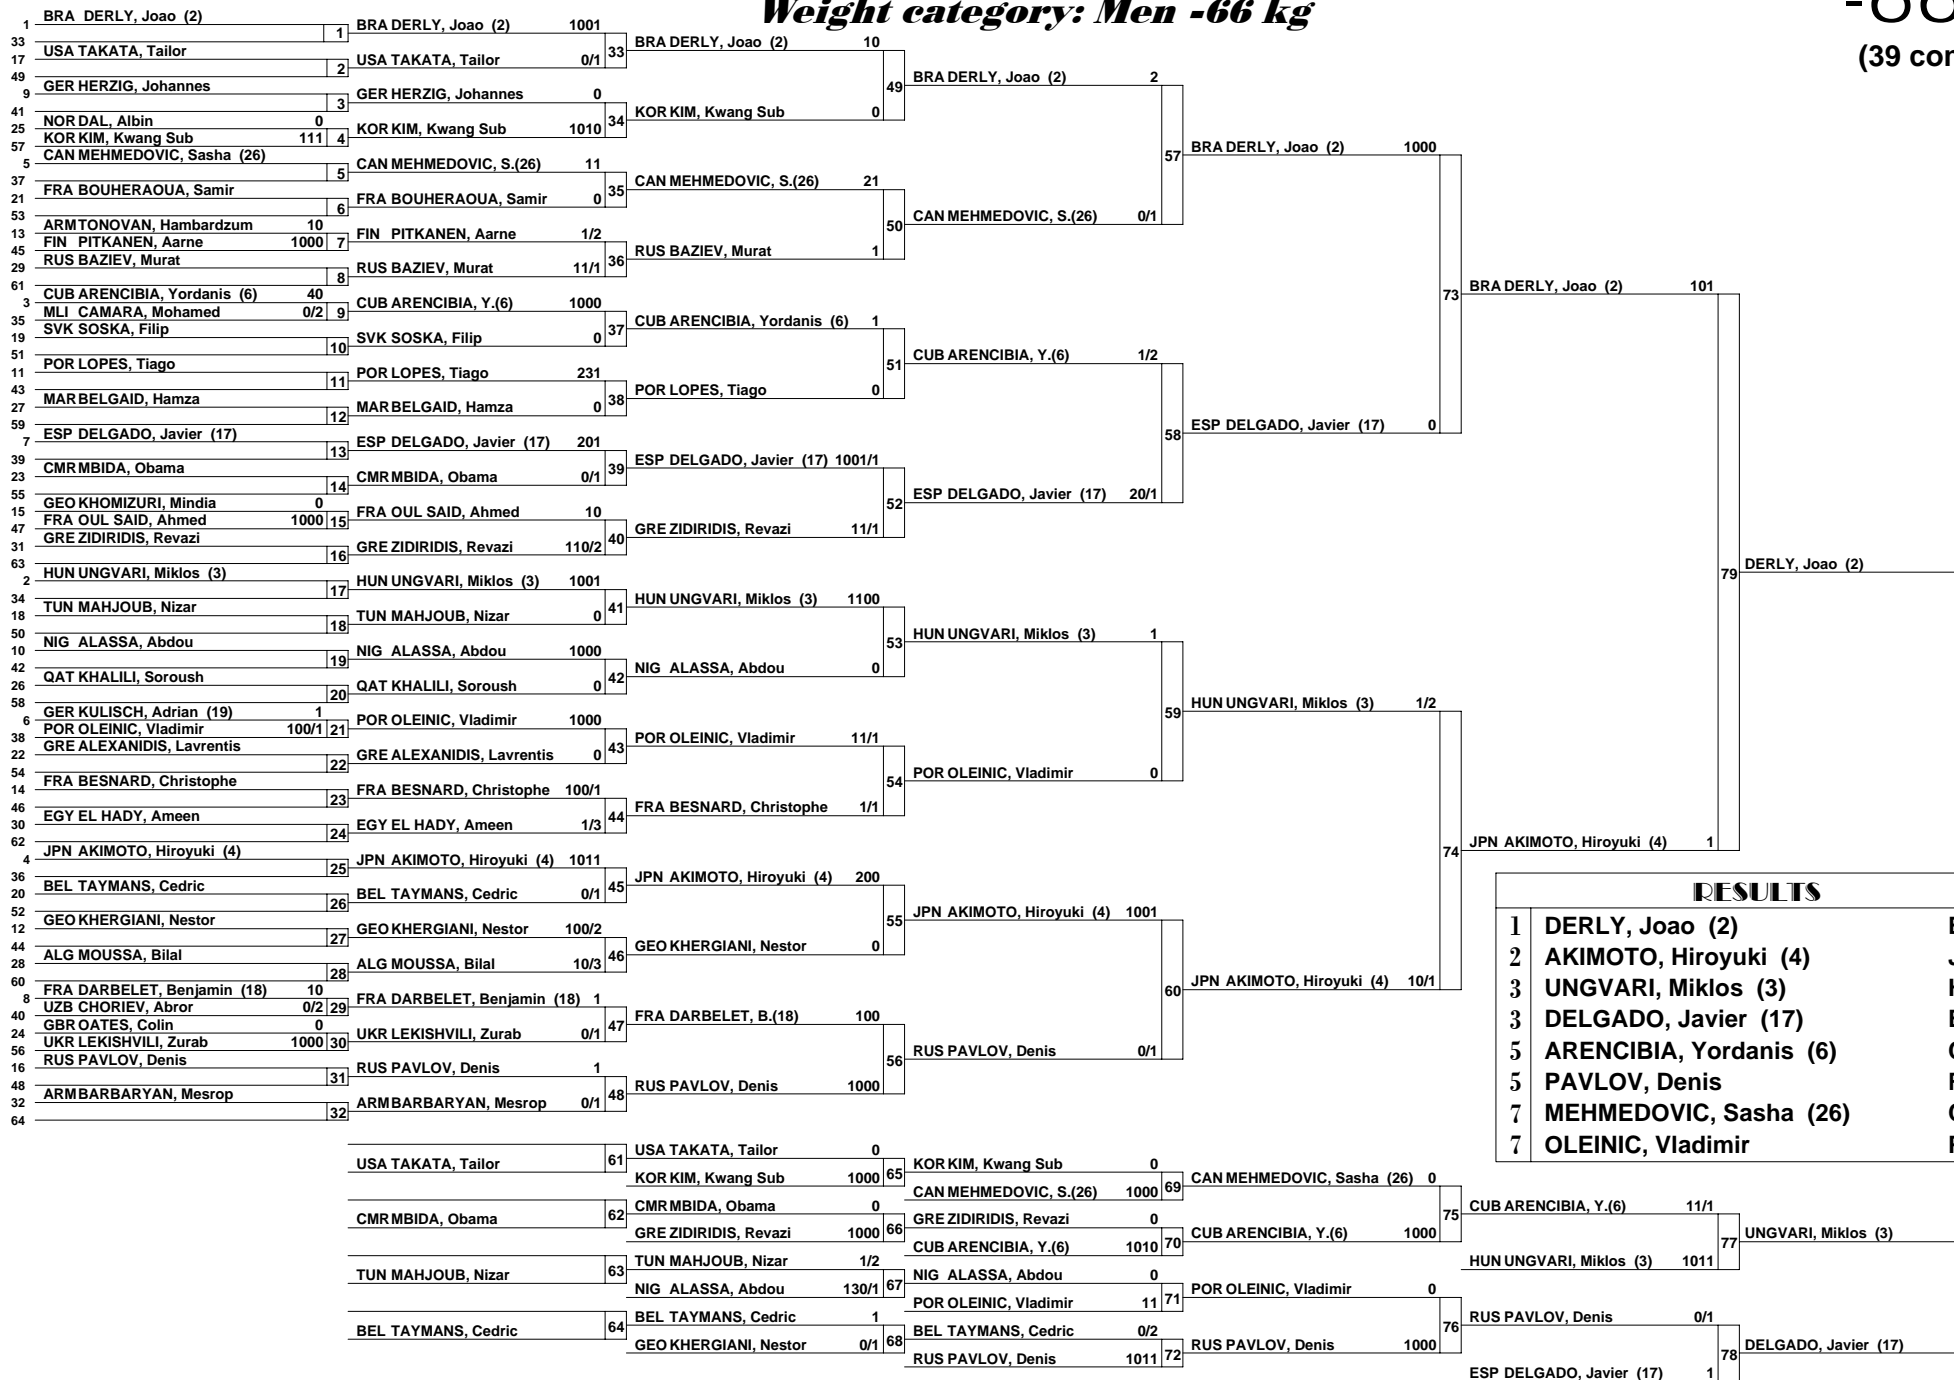 Weight category: Men -66 kg
-66
(39 con
1 BRA DERLY, Joao (2)
33 1
17 USA TAKATA, Tailor
49 2
9 GER HERZIG, Johannes
41 3
25 NOR DAL, Albin 0
57 KOR KIM, Kwang Sub 111 4
5 CAN MEHMEDOVIC, Sasha (26)
37 5
21 FRA BOUHERAOUA, Samir
53 6
13 ARM TONOVAN, Hambardzum 10
45 FIN PITKANEN, Aarne 1000 7
29 RUS BAZIEV, Murat
61 8
3 CUB ARENCIBIA, Yordanis (6) 40
35 MLI CAMARA, Mohamed 0/2 9
19 SVK SOSKA, Filip
51 10
11 POR LOPES, Tiago
43 11
27 MAR BELGAID, Hamza
59 12
7 ESP DELGADO, Javier (17)
39 13
23 CMR MBIDA, Obama
55 14
15 GEO KHOMIZURI, Mindia 0
47 FRA OUL SAID, Ahmed 1000 15
31 GRE ZIDIRIDIS, Revazi
63 16
2 HUN UNGVARI, Miklos (3)
34 17
18 TUN MAHJOUB, Nizar
50 18
10 NIG ALASSA, Abdou
42 19
26 QAT KHALILI, Soroush
58 20
6 GER KULISCH, Adrian (19) 1
38 POR OLEINIC, Vladimir 100/1 21
22 GRE ALEXANIDIS, Lavrentis
54 22
14 FRA BESNARD, Christophe
46 23
30 EGY EL HADY, Ameen
62 24
4 JPN AKIMOTO, Hiroyuki (4)
36 25
20 BEL TAYMANS, Cedric
52 26
12 GEO KHERGIANI, Nestor
44 27
28 ALG MOUSSA, Bilal
60 28
8 FRA DARBELET, Benjamin (18) 10
40 UZB CHORIEV, Abror 0/2 29
24 GBR OATES, Colin 0
56 UKR LEKISHVILI, Zurab 1000 30
16 RUS PAVLOV, Denis
48 31
32 ARM BARBARYAN, Mesrop
64 32
BRA DERLY, Joao (2) 1001
33
USA TAKATA, Tailor 0/1
GER HERZIG, Johannes 0
34
KOR KIM, Kwang Sub 1010
CAN MEHMEDOVIC, S.(26) 11
35
FRA BOUHERAOUA, Samir 0
FIN PITKANEN, Aarne 1/2
36
RUS BAZIEV, Murat 11/1
CUB ARENCIBIA, Y.(6) 1000
37
SVK SOSKA, Filip 0
POR LOPES, Tiago 231
38
MAR BELGAID, Hamza 0
ESP DELGADO, Javier (17) 201
39
CMR MBIDA, Obama 0/1
FRA OUL SAID, Ahmed 10
40
GRE ZIDIRIDIS, Revazi 110/2
HUN UNGVARI, Miklos (3) 1001
41
TUN MAHJOUB, Nizar 0
NIG ALASSA, Abdou 1000
42
QAT KHALILI, Soroush 0
POR OLEINIC, Vladimir 1000
43
GRE ALEXANIDIS, Lavrentis 0
FRA BESNARD, Christophe 100/1
44
EGY EL HADY, Ameen 1/3
JPN AKIMOTO, Hiroyuki (4) 1011
45
BEL TAYMANS, Cedric 0/1
GEO KHERGIANI, Nestor 100/2
46
ALG MOUSSA, Bilal 10/3
FRA DARBELET, Benjamin (18) 1
47
UKR LEKISHVILI, Zurab 0/1
RUS PAVLOV, Denis 1
48
ARM BARBARYAN, Mesrop 0/1
BRA DERLY, Joao (2) 10
49
KOR KIM, Kwang Sub 0
CAN MEHMEDOVIC, S.(26) 21
50
RUS BAZIEV, Murat 1
CUB ARENCIBIA, Yordanis (6) 1
51
POR LOPES, Tiago 0
ESP DELGADO, Javier (17) 1001/1
52
GRE ZIDIRIDIS, Revazi 11/1
HUN UNGVARI, Miklos (3) 1100
53
NIG ALASSA, Abdou 0
POR OLEINIC, Vladimir 11/1
54
FRA BESNARD, Christophe 1/1
JPN AKIMOTO, Hiroyuki (4) 200
55
GEO KHERGIANI, Nestor 0
FRA DARBELET, B.(18) 100
56
RUS PAVLOV, Denis 1000
BRA DERLY, Joao (2) 2
57
CAN MEHMEDOVIC, S.(26) 0/1
CUB ARENCIBIA, Y.(6) 1/2
58
ESP DELGADO, Javier (17) 20/1
HUN UNGVARI, Miklos (3) 1
59
POR OLEINIC, Vladimir 0
JPN AKIMOTO, Hiroyuki (4) 1001
60
RUS PAVLOV, Denis 0/1
BRA DERLY, Joao (2) 1000
73
ESP DELGADO, Javier (17) 0
HUN UNGVARI, Miklos (3) 1/2
74
JPN AKIMOTO, Hiroyuki (4) 10/1
BRA DERLY, Joao (2) 101
79
JPN AKIMOTO, Hiroyuki (4) 1
DERLY, Joao (2)
RESULTS
1 DERLY, Joao (2)
2 AKIMOTO, Hiroyuki (4)
3 UNGVARI, Miklos (3)
3 DELGADO, Javier (17)
5 ARENCIBIA, Yordanis (6)
5 PAVLOV, Denis
7 MEHMEDOVIC, Sasha (26)
7 OLEINIC, Vladimir
USA TAKATA, Tailor 61
CMR MBIDA, Obama 62
TUN MAHJOUB, Nizar 63
BEL TAYMANS, Cedric 64
USA TAKATA, Tailor 0
KOR KIM, Kwang Sub 1000 65
CMR MBIDA, Obama 0
GRE ZIDIRIDIS, Revazi 1000 66
TUN MAHJOUB, Nizar 1/2
NIG ALASSA, Abdou 130/1 67
BEL TAYMANS, Cedric 1
GEO KHERGIANI, Nestor 0/1 68
KOR KIM, Kwang Sub 0
CAN MEHMEDOVIC, S.(26) 1000 69
GRE ZIDIRIDIS, Revazi 0
CUB ARENCIBIA, Y.(6) 1010 70
NIG ALASSA, Abdou 0
POR OLEINIC, Vladimir 11 71
BEL TAYMANS, Cedric 0/2
RUS PAVLOV, Denis 1011 72
CAN MEHMEDOVIC, Sasha (26) 0
75
CUB ARENCIBIA, Y.(6) 1000
POR OLEINIC, Vladimir 0
76
RUS PAVLOV, Denis 1000
CUB ARENCIBIA, Y.(6) 11/1
77
HUN UNGVARI, Miklos (3) 1011
RUS PAVLOV, Denis 0/1
78
ESP DELGADO, Javier (17) 1
UNGVARI, Miklos (3)
DELGADO, Javier (17)